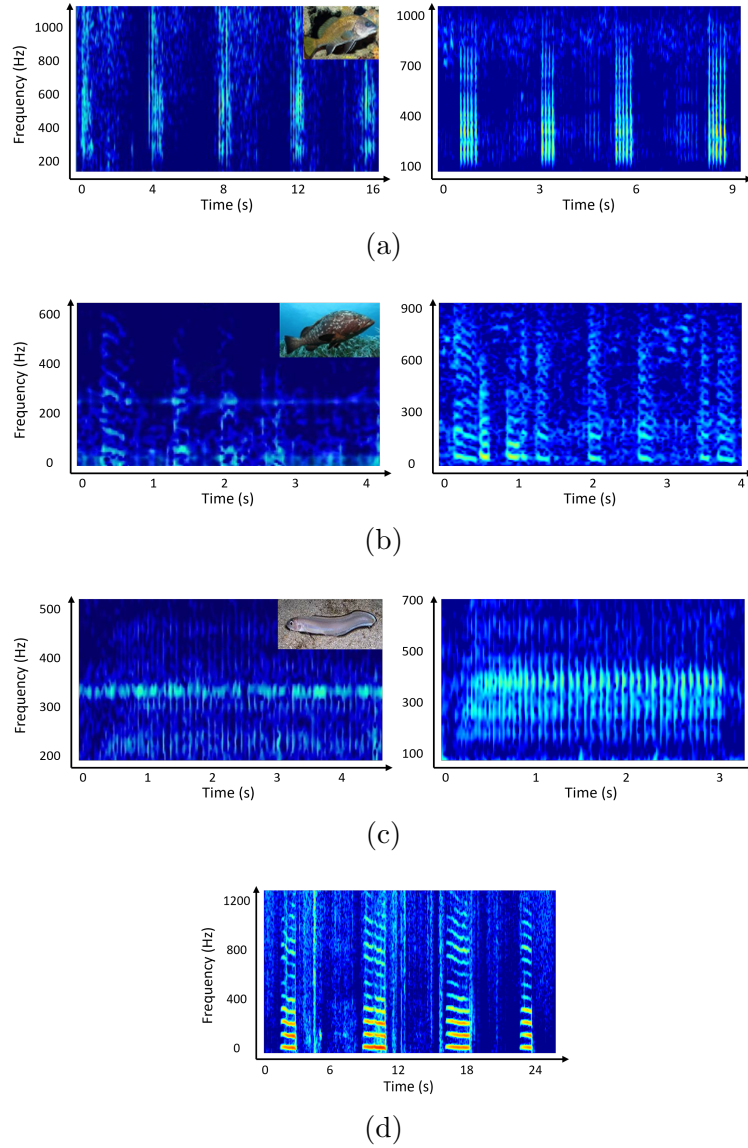 1000
800
600
400
200
Frequency (Hz)
0 4 8 12 16
Time (s)
1000
700
400
100
0 3 6 9
Time (s)
(a)
600
400
200
0
Frequency (Hz)
0 1 2 3 4
Time (s)
900
600
300
0
0 1 2 3 4
Time (s)
(b)
500
400
300
200
Frequency (Hz)
0 1 2 3 4
Time (s)
700
500
300
100
0 1 2 3
Time (s)
(c)
1200
800
400
0
Frequency (Hz)
0 6 12 18 24
Time (s)
(d)